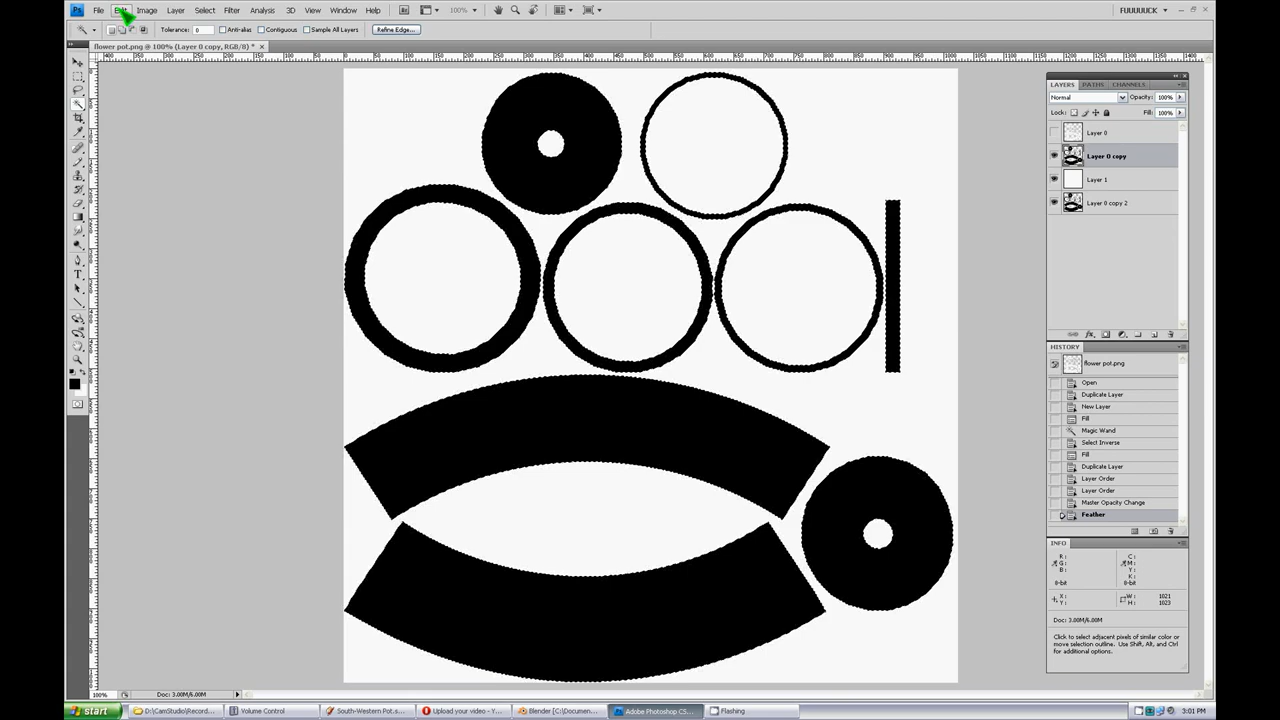 Ps File Edit Image Layer Select Filter Analysis 3D View Window Help 100% FUUUUUCK
Tolerance: 0 Anti-alias Contiguous Sample All Layers Refine Edge...
flower pot.png @ 100% (Layer 0 copy, RGB/8) *
LAYERS PATHS CHANNELS
Normal Opacity: 100%
Lock: Fill: 100%
Layer 0
Layer 0 copy
Layer 1
Layer 0 copy 2
HISTORY
flower pot.png
Open
Duplicate Layer
New Layer
Fill
Magic Wand
Select Inverse
Fill
Duplicate Layer
Layer Order
Layer Order
Master Opacity Change
Feather
INFO
R: C:
G: M:
B: Y:
K:
8-bit 8-bit
X: W: 1021
Y: H: 1023
Doc: 3.00M/6.00M
Click to select adjacent pixels of similar color or
move selection outline. Use Shift, Alt, and Ctrl
for additional options.
100% Doc: 3.00M/6.00M
start D:\CamStudio\Record... Volume Control South-Western Pot.s... Upload your video - Y... Blender [C:\Documen... Adobe Photoshop CS... Flashing 3:01 PM